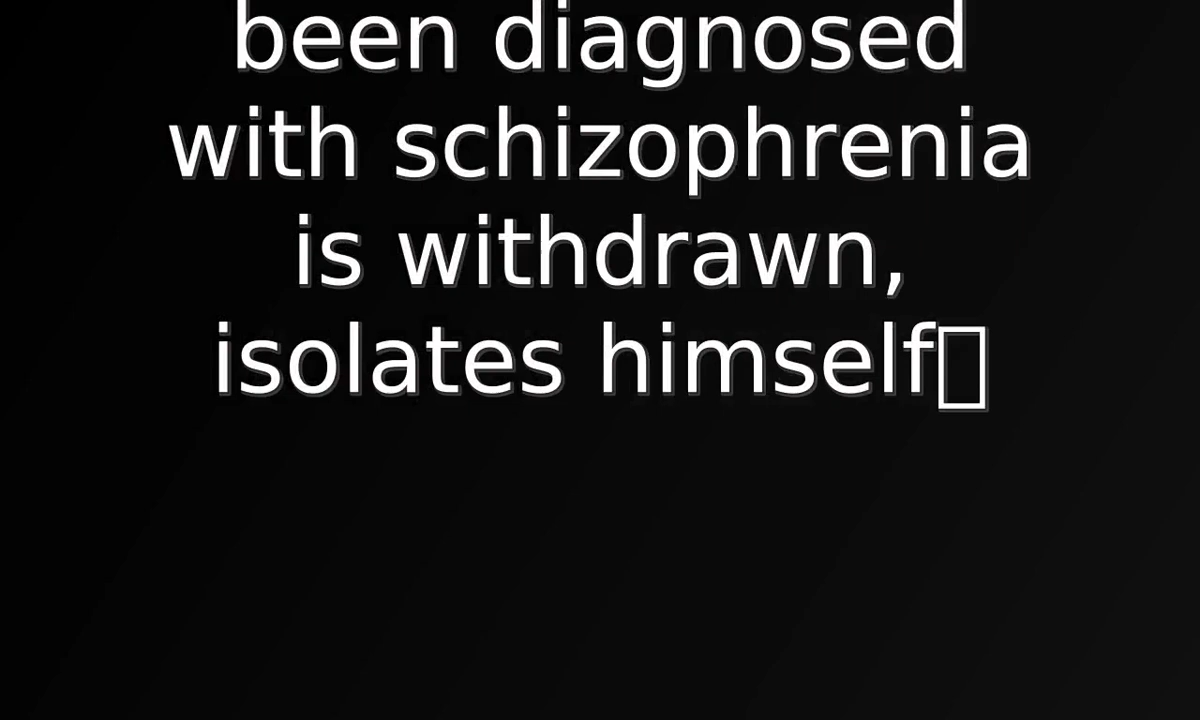 been diagnosed
with schizophrenia
is withdrawn,
isolates himself